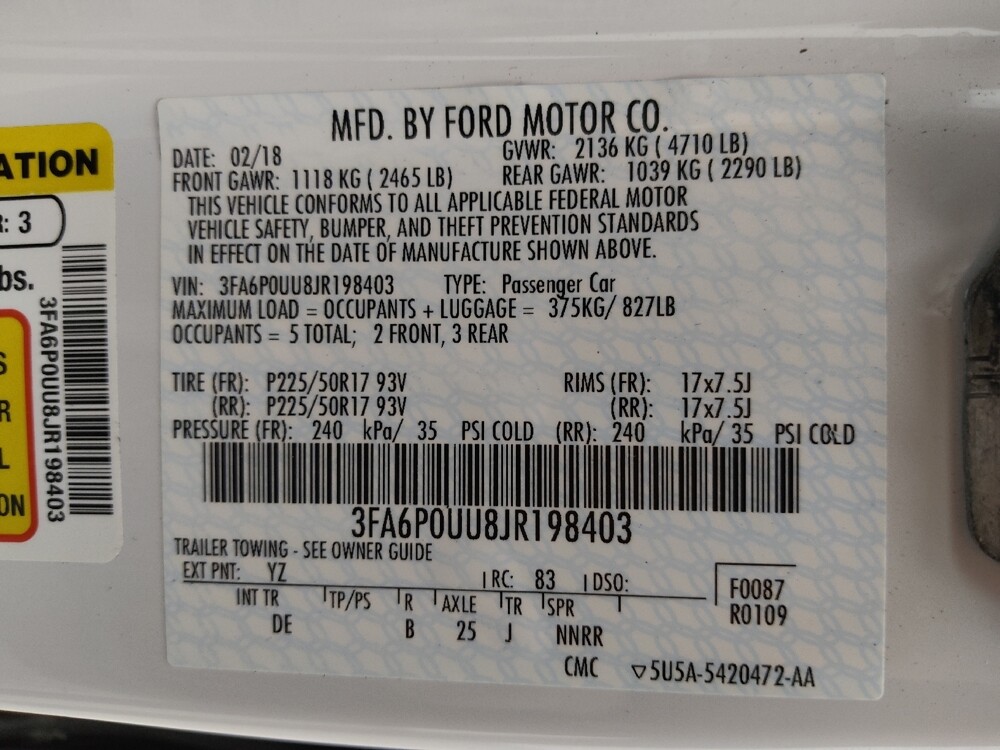 MFD. BY FORD MOTOR CO.
DATE: 02/18 GVWR: 2136 KG ( 4710 LB)
FRONT GAWR: 1118 KG ( 2465 LB) REAR GAWR: 1039 KG ( 2290 LB)
THIS VEHICLE CONFORMS TO ALL APPLICABLE FEDERAL MOTOR
VEHICLE SAFETY, BUMPER, AND THEFT PREVENTION STANDARDS
IN EFFECT ON THE DATE OF MANUFACTURE SHOWN ABOVE.
VIN: 3FA6P0UU8JR198403 TYPE: Passenger Car
MAXIMUM LOAD = OCCUPANTS + LUGGAGE = 375KG/ 827LB
OCCUPANTS = 5 TOTAL; 2 FRONT, 3 REAR
TIRE (FR): P225/50R17 93V RIMS (FR): 17x7.5J
(RR): P225/50R17 93V (RR): 17x7.5J
PRESSURE (FR): 240 kPa/ 35 PSI COLD (RR): 240 kPa/ 35 PSI COLD
3FA6P0UU8JR198403
TRAILER TOWING - SEE OWNER GUIDE
EXT PNT: YZ RC: 83 DSO: F0087
INT TR TP/PS R AXLE TR SPR R0109
DE B 25 J NNRR
CMC ▽5U5A-5420472-AA
ATION
R: 3
bs.
3FA6P0UU8JR198403
S
R
L
ON